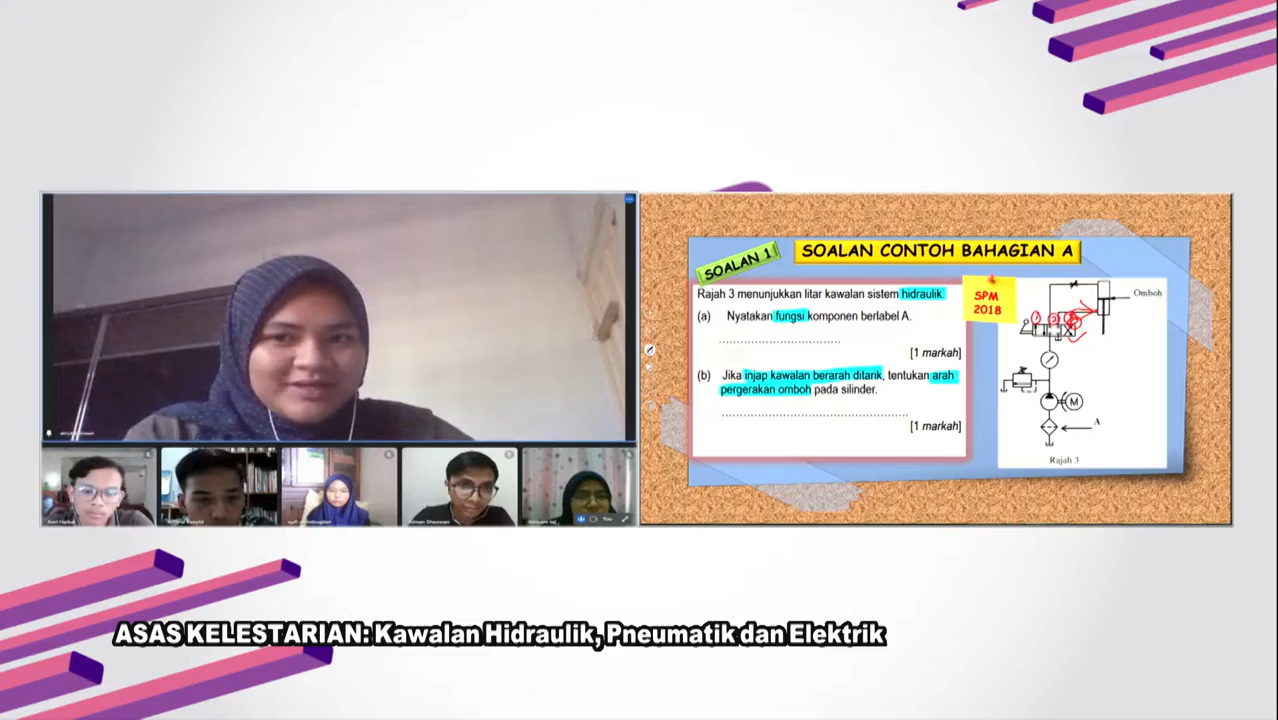 SOALAN CONTOH BAHAGIAN A
SOALAN 1
Rajah 3 menunjukkan litar kawalan sistem hidraulik.
SPM
2018
(a) Nyatakan fungsi komponen berlabel A.
.......................................
[1 markah]
(b) Jika injap kawalan berarah ditarik, tentukan arah
pergerakan omboh pada silinder.
............................................................
[1 markah]
Omboh
M
A
Rajah 3
ASAS KELESTARIAN: Kawalan Hidraulik, Pneumatik dan Elektrik